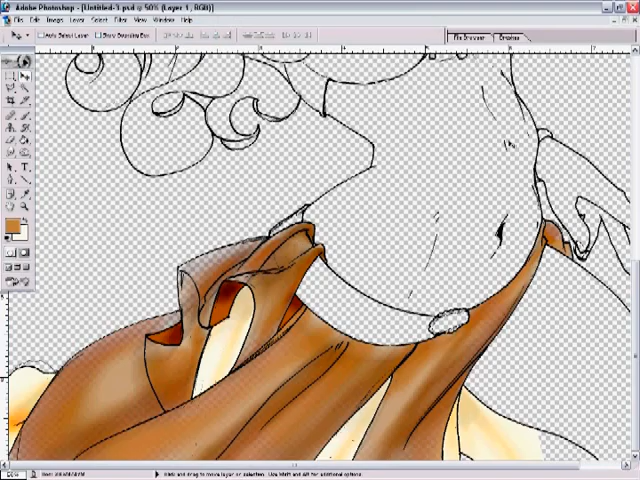 Adobe Photoshop - [Untitled-1.psd @ 50% (Layer 1, RGB)]
File Edit Image Layer Select Filter View Window Help
Auto Select Layer Show Bounding Box
File Browser Brushes
Click and drag to move layer or selection. Use Shift and Alt for additional options.